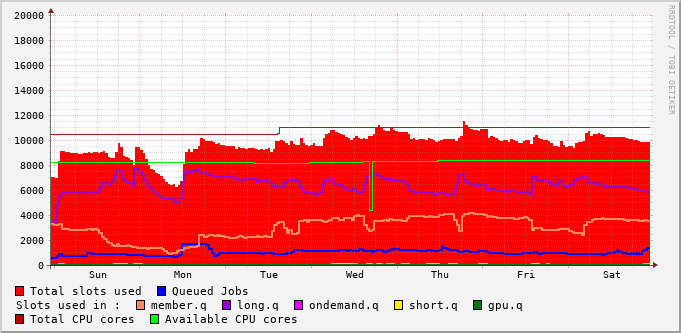 RRDTOOL / TOBI OETIKER
20000
18000
16000
14000
12000
10000
8000
6000
4000
2000
0
Sun Mon Tue Wed Thu Fri Sat
Total slots used Queued Jobs
Slots used in : member.q long.q ondemand.q short.q gpu.q
Total CPU cores Available CPU cores